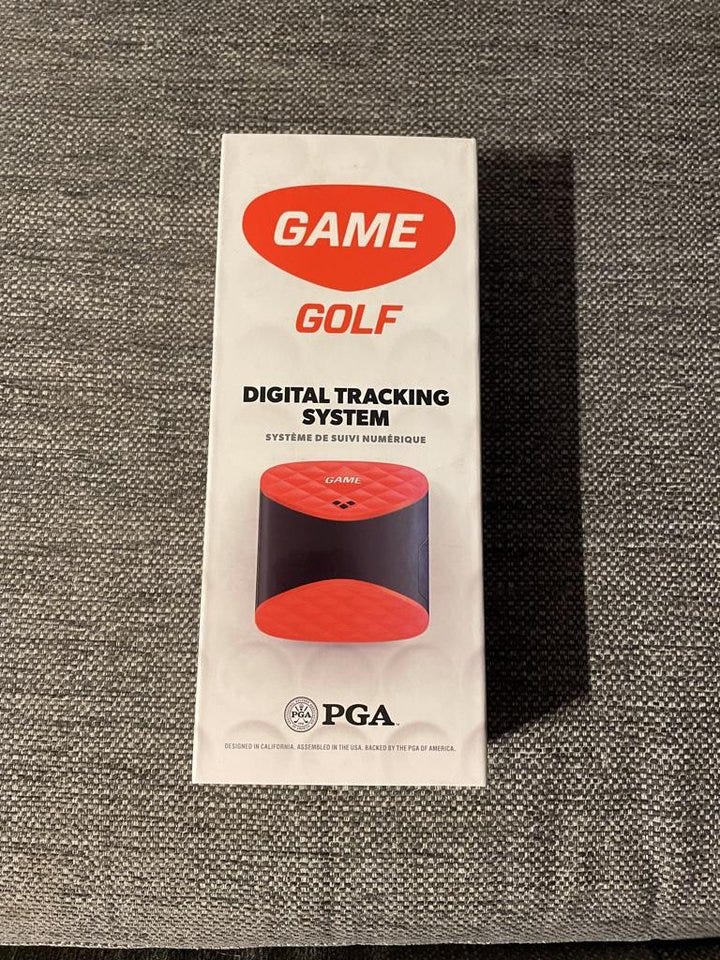 GAME
GOLF
DIGITAL TRACKING
SYSTEM
SYSTÈME DE SUIVI NUMÉRIQUE
GAME
PGA
PGA™
DESIGNED IN CALIFORNIA. ASSEMBLED IN THE USA. BACKED BY THE PGA OF AMERICA.